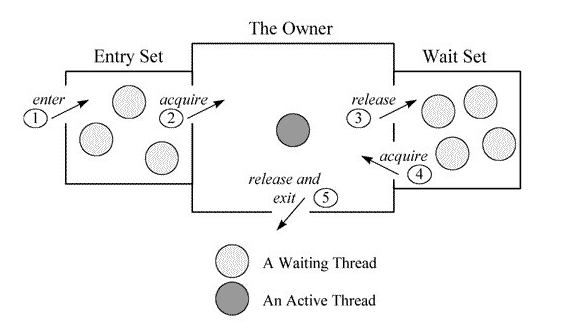 The Owner
Entry Set
Wait Set
enter
1
acquire
2
release
3
acquire
4
release and
exit
5
A Waiting Thread
An Active Thread